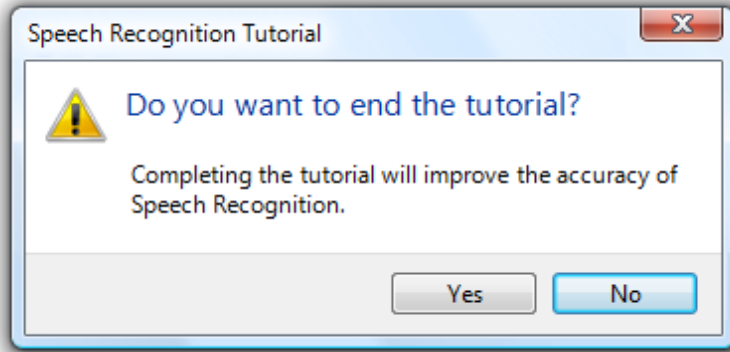 Speech Recognition Tutorial
Do you want to end the tutorial?
Completing the tutorial will improve the accuracy of
Speech Recognition.
Yes No